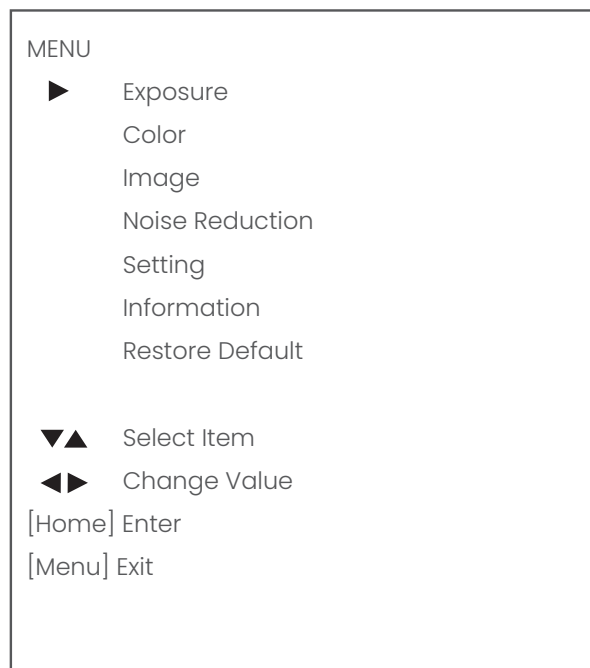 MENU
▶ Exposure
Color
Image
Noise Reduction
Setting
Information
Restore Default
▼▲ Select Item
◀▶ Change Value
[Home] Enter
[Menu] Exit